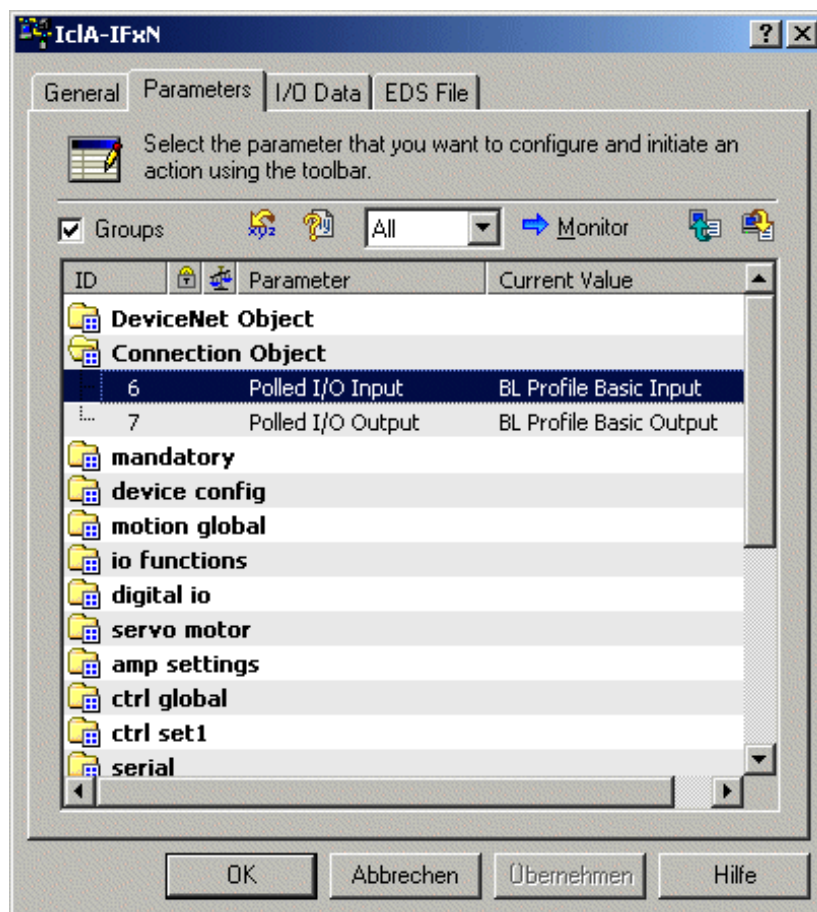 IclA-IFxN
General Parameters I/O Data EDS File
Select the parameter that you want to configure and initiate an
action using the toolbar.
Groups xyz All Monitor
ID Parameter Current Value
DeviceNet Object
Connection Object
6 Polled I/O Input BL Profile Basic Input
7 Polled I/O Output BL Profile Basic Output
mandatory
device config
motion global
io functions
digital io
servo motor
amp settings
ctrl global
ctrl set1
serial
OK Abbrechen Übernehmen Hilfe